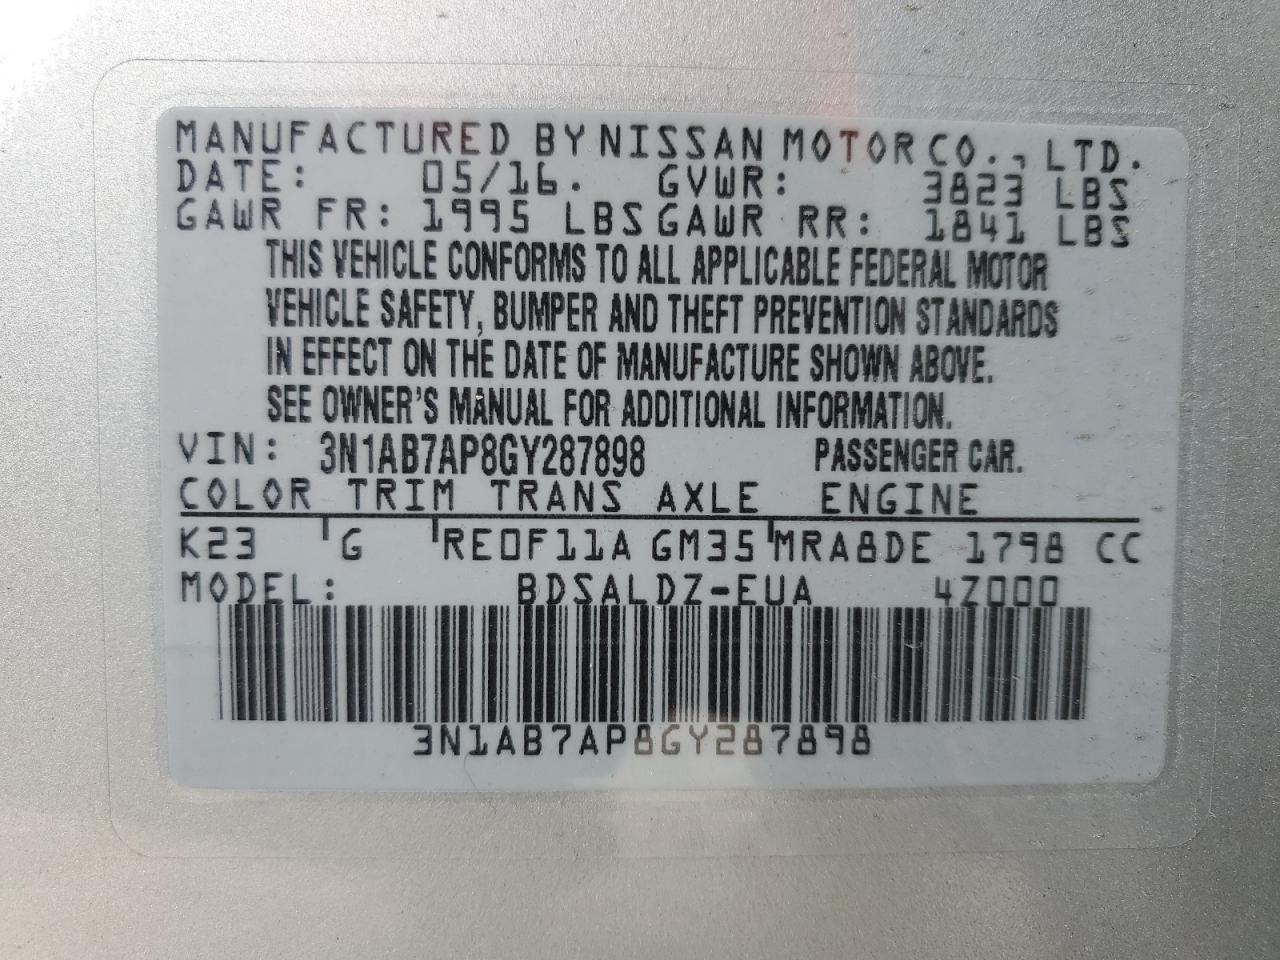 MANUFACTURED BY NISSAN MOTOR CO., LTD.
DATE: 05/16. GVWR: 3823 LBS
GAWR FR: 1995 LBS GAWR RR: 1841 LBS
THIS VEHICLE CONFORMS TO ALL APPLICABLE FEDERAL MOTOR
VEHICLE SAFETY, BUMPER AND THEFT PREVENTION STANDARDS
IN EFFECT ON THE DATE OF MANUFACTURE SHOWN ABOVE.
SEE OWNER'S MANUAL FOR ADDITIONAL INFORMATION.
VIN: 3N1AB7AP8GY287898 PASSENGER CAR.
COLOR TRIM TRANS AXLE ENGINE
K23 G RE0F11A GM35 MRA8DE 1798 CC
MODEL: BDSALDZ-EUA 4Z000
3N1AB7AP8GY287898